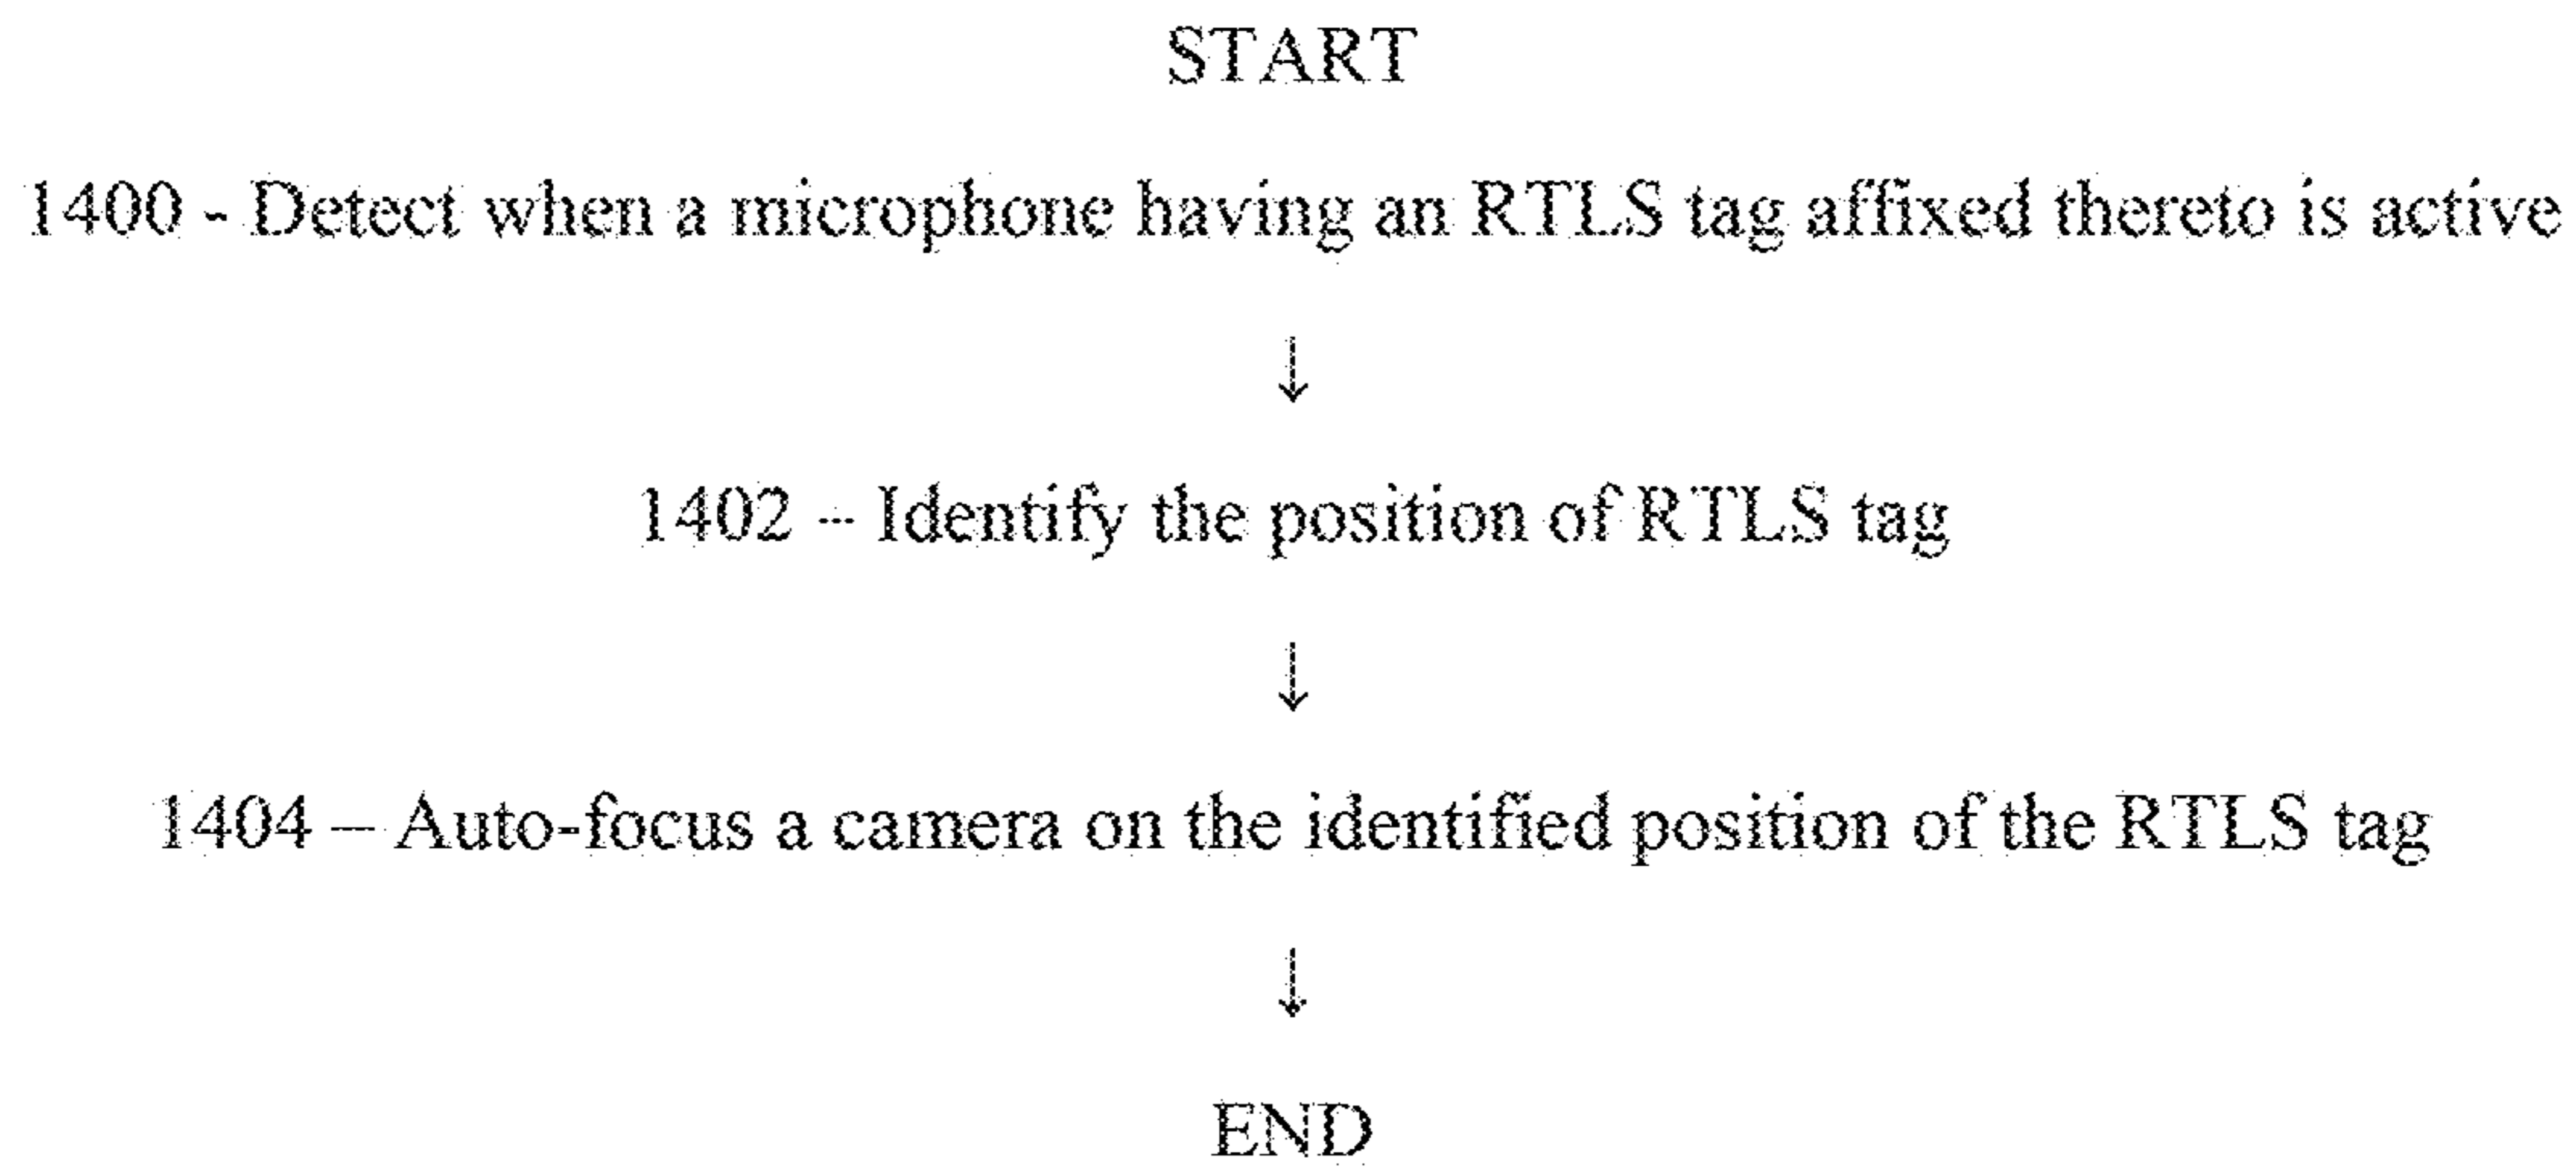 START
1400 - Detect when a microphone having an RTLS tag affixed thereto is active
↓
1402 – Identify the position of RTLS tag
↓
1404 – Auto-focus a camera on the identified position of the RTLS tag
↓
END